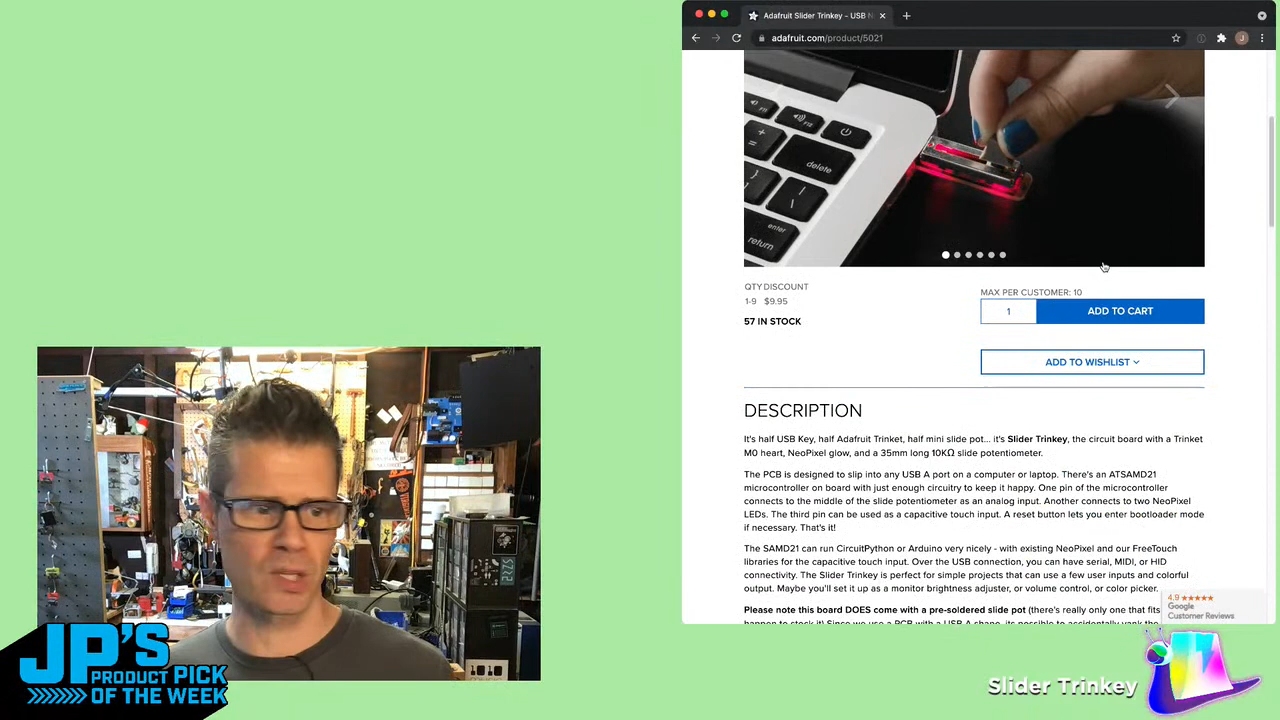 Adafruit Slider Trinkey - USB N
adafruit.com/product/5021
J
delete
enter
return
QTY DISCOUNT
1-9 $9.95
57 IN STOCK
MAX PER CUSTOMER: 10
1
ADD TO CART
ADD TO WISHLIST
DESCRIPTION
It's half USB Key, half Adafruit Trinket, half mini slide pot... it's Slider Trinkey, the circuit board with a Trinket
M0 heart, NeoPixel glow, and a 35mm long 10KΩ slide potentiometer.
The PCB is designed to slip into any USB A port on a computer or laptop. There's an ATSAMD21
microcontroller on board with just enough circuitry to keep it happy. One pin of the microcontroller
connects to the middle of the slide potentiometer as an analog input. Another connects to two NeoPixel
LEDs. The third pin can be used as a capacitive touch input. A reset button lets you enter bootloader mode
if necessary. That's it!
The SAMD21 can run CircuitPython or Arduino very nicely - with existing NeoPixel and our FreeTouch
libraries for the capacitive touch input. Over the USB connection, you can have serial, MIDI, or HID
connectivity. The Slider Trinkey is perfect for simple projects that can use a few user inputs and colorful
output. Maybe you'll set it up as a monitor brightness adjuster, or volume control, or color picker.
Please note this board DOES come with a pre-soldered slide pot (there's really only one that fits
4.9 ★★★★★
Google
Customer Reviews
JP'S
PRODUCT PICK
OF THE WEEK
Slider Trinkey